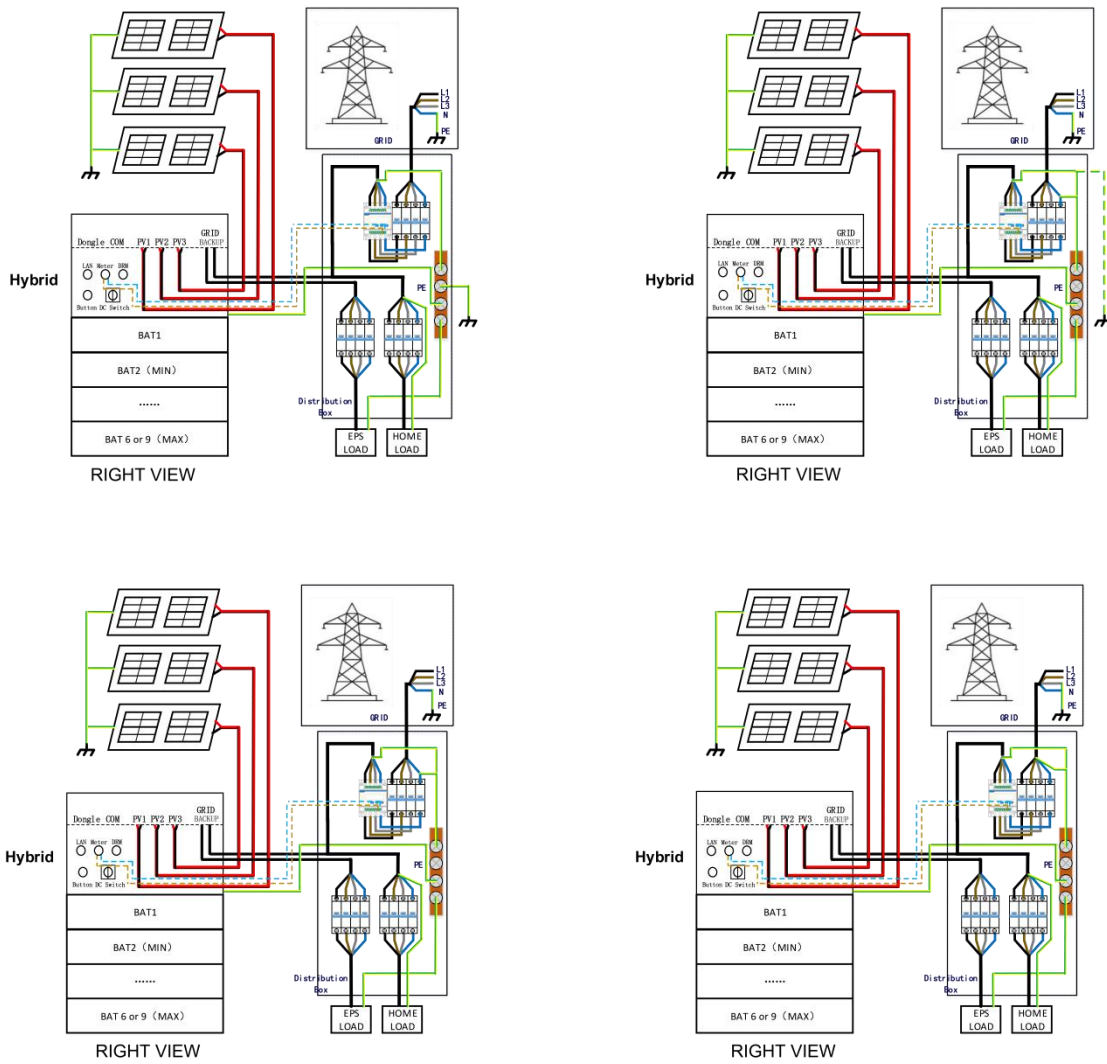 L1
L2
L3
N
PE
GRID
GRID
BACKUP
Dongle COM PV1 PV2 PV3
LAN Meter DRM
Hybrid
Button DC Switch
PE
BAT1
BAT2（MIN）
......
BAT 6 or 9（MAX）
Distribution
Box
EPS
LOAD
HOME
LOAD
RIGHT VIEW
L1
L2
L3
N
PE
GRID
GRID
BACKUP
Dongle COM PV1 PV2 PV3
LAN Meter DRM
Hybrid
Button DC Switch
PE
BAT1
BAT2（MIN）
......
BAT 6 or 9（MAX）
Distribution
Box
EPS
LOAD
HOME
LOAD
RIGHT VIEW
L1
L2
L3
N
PE
GRID
GRID
BACKUP
Dongle COM PV1 PV2 PV3
LAN Meter DRM
Hybrid
Button DC Switch
PE
BAT1
BAT2（MIN）
......
BAT 6 or 9（MAX）
Distribution
Box
EPS
LOAD
HOME
LOAD
RIGHT VIEW
L1
L2
L3
N
PE
GRID
GRID
BACKUP
Dongle COM PV1 PV2 PV3
LAN Meter DRM
Hybrid
Button DC Switch
PE
BAT1
BAT2（MIN）
......
BAT 6 or 9（MAX）
Distribution
Box
EPS
LOAD
HOME
LOAD
RIGHT VIEW